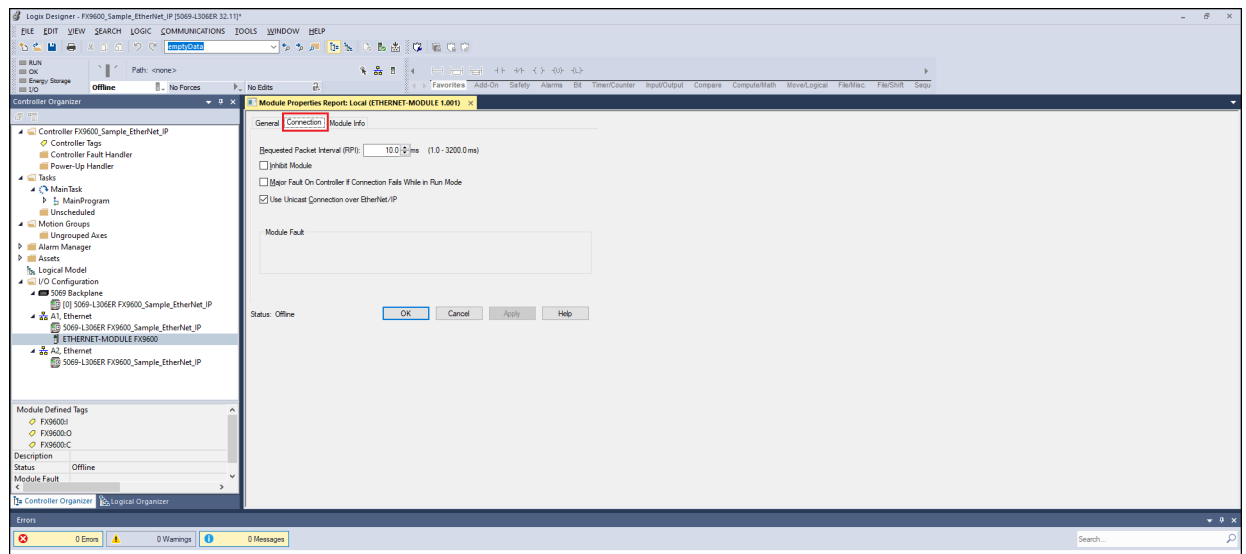 Logix Designer - FX9600_Sample_EtherNet_IP [5069-L306ER 32.11]*
FILE EDIT VIEW SEARCH LOGIC COMMUNICATIONS TOOLS WINDOW HELP
emptyData
RUN
OK
Energy Storage
I/O
Path: <none>
Offline
No Forces
No Edits
Favorites Add-On Safety Alarms Bit Timer/Counter Input/Output Compare Compute/Math Move/Logical File/Misc. File/Shift Sequ
Controller Organizer
Module Properties Report: Local (ETHERNET-MODULE 1.001)
General Connection Module Info
Controller FX9600_Sample_EtherNet_IP
Controller Tags
Controller Fault Handler
Power-Up Handler
Tasks
MainTask
MainProgram
Unscheduled
Motion Groups
Ungrouped Axes
Alarm Manager
Assets
Logical Model
I/O Configuration
5069 Backplane
[0] 5069-L306ER FX9600_Sample_EtherNet_IP
A1, Ethernet
5069-L306ER FX9600_Sample_EtherNet_IP
ETHERNET-MODULE FX9600
A2, Ethernet
5069-L306ER FX9600_Sample_EtherNet_IP
Requested Packet Interval (RPI): 10.0 ms (1.0 - 3200.0 ms)
Inhibit Module
Major Fault On Controller If Connection Fails While in Run Mode
Use Unicast Connection over EtherNet/IP
Module Fault
Status: Offline
OK Cancel Apply Help
Module Defined Tags
FX9600:I
FX9600:O
FX9600:C
Description
Status Offline
Module Fault
Controller Organizer Logical Organizer
Errors
0 Errors 0 Warnings 0 Messages
Search...